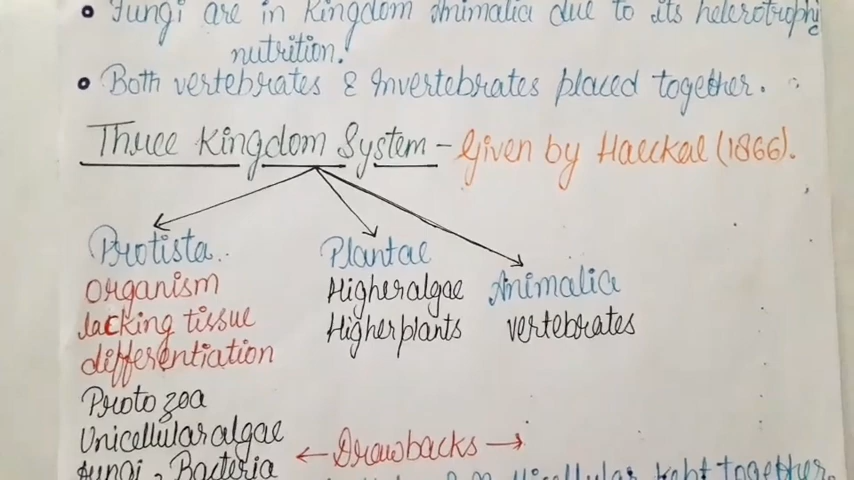 • Fungi are in Kingdom Animalia due to its heterotrophic
nutrition.
• Both vertebrates & Invertebrates placed together.
Three Kingdom System - Given by Haeckal (1866).
Protista..
Organism
lacking tissue
differentiation
Protozoa
Unicellular algae
Fungi, Bacteria
Plantae
Higher algae
Higher plants
Animalia
vertebrates
← Drawbacks →
kept together.